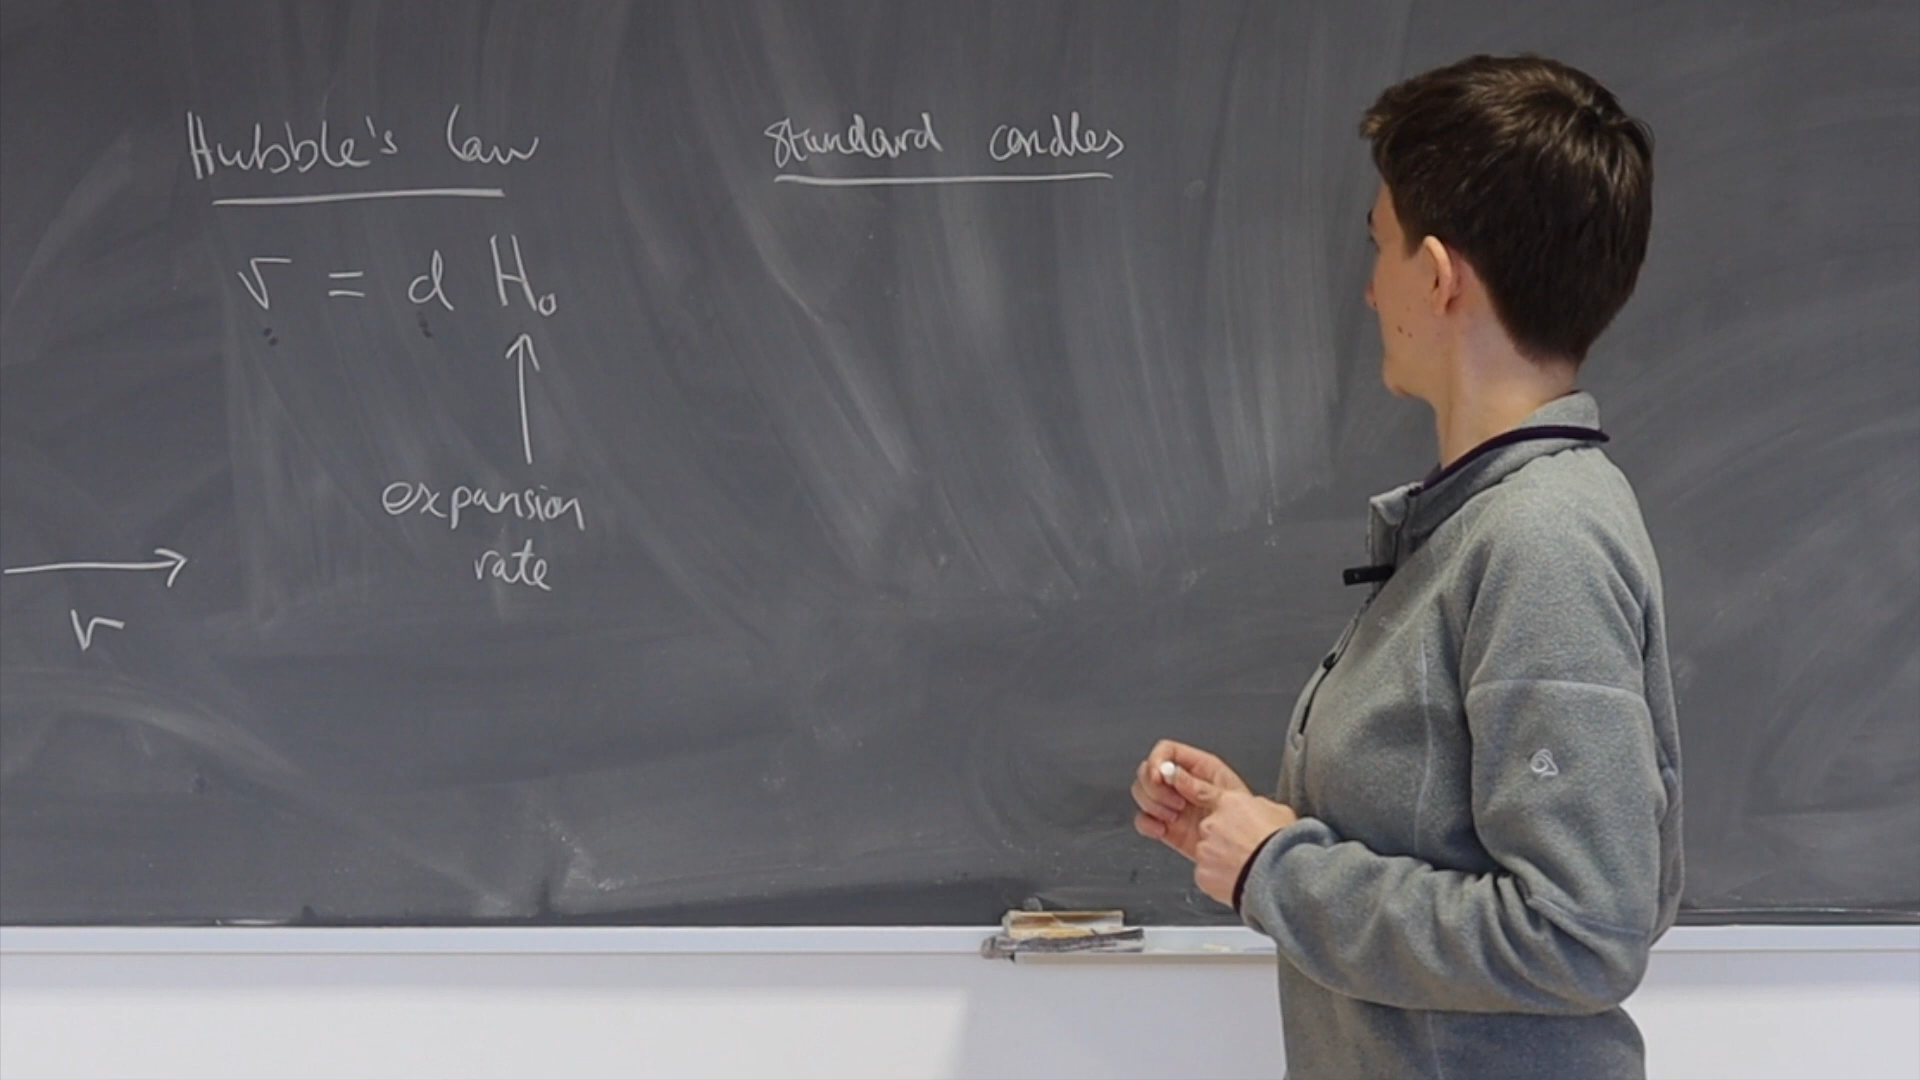 Hubble's law
v = d H₀
expansion
rate
v
Standard candles